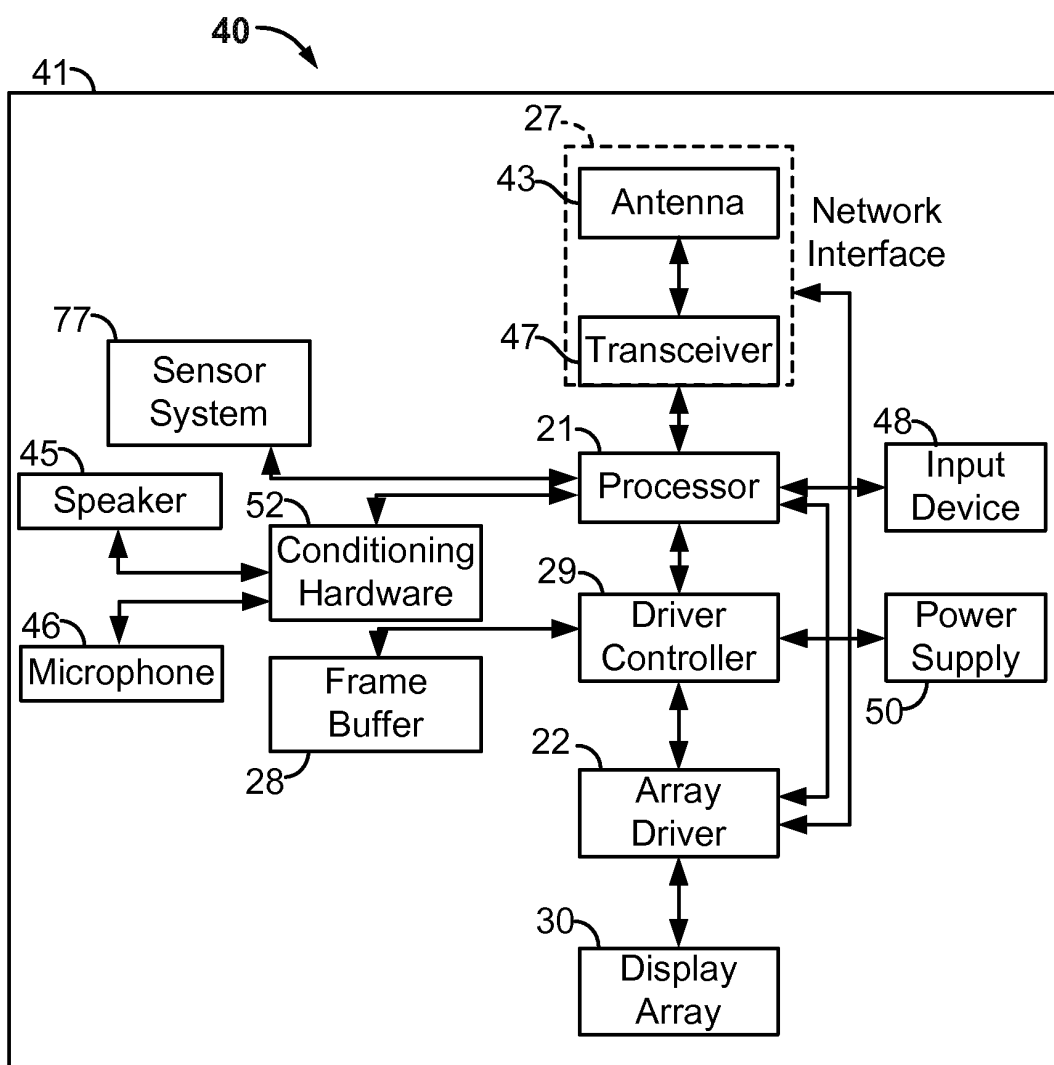 40
41
27
43
Antenna
Network
Interface
77
Sensor
System
47
Transceiver
45
Speaker
21
Processor
48
Input
Device
52
Conditioning
Hardware
46
Microphone
29
Driver
Controller
Power
Supply
50
Frame
Buffer
28
22
Array
Driver
30
Display
Array